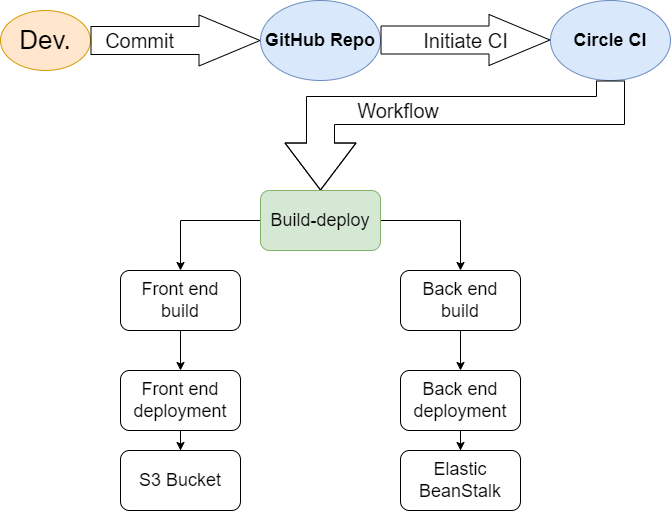 Dev.
Commit
GitHub Repo
Initiate CI
Circle CI
Workflow
Build-deploy
Front end
build
Back end
build
Front end
deployment
Back end
deployment
S3 Bucket
Elastic
BeanStalk